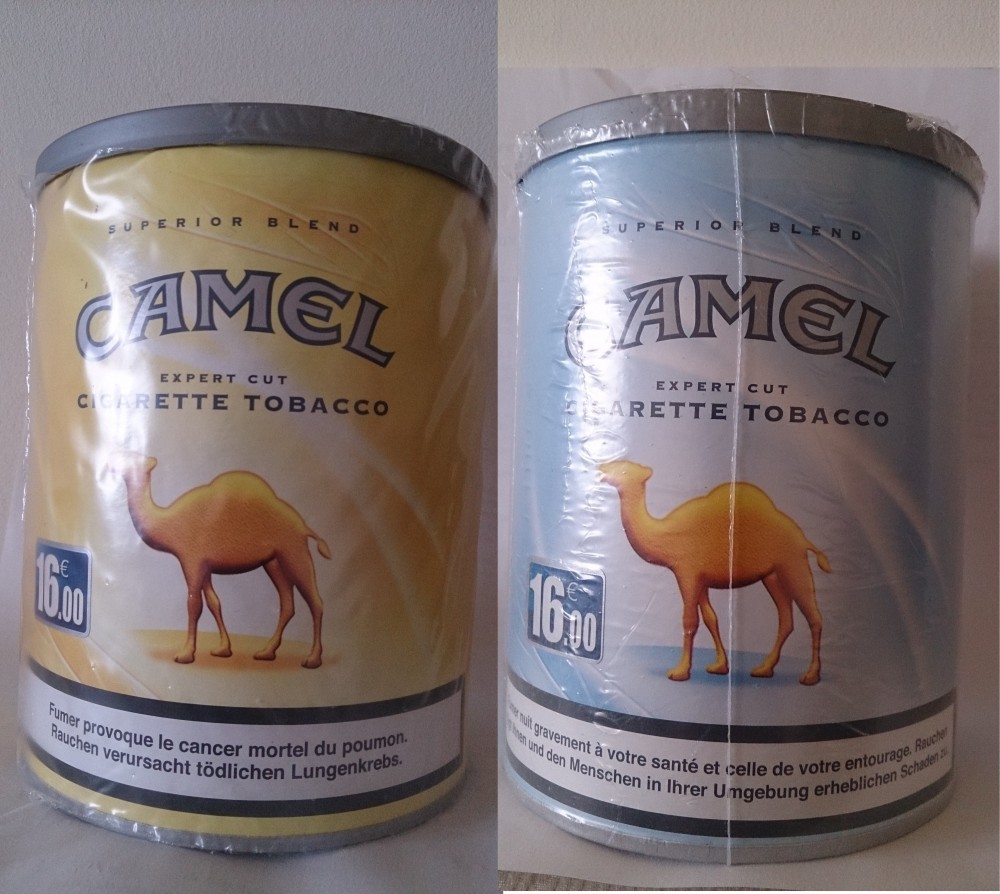 SUPERIOR BLEND
CAMEL
EXPERT CUT
CIGARETTE TOBACCO
16.00 €
Fumer provoque le cancer mortel du poumon.
Rauchen verursacht tödlichen Lungenkrebs.
SUPERIOR BLEND
CAMEL
EXPERT CUT
CIGARETTE TOBACCO
16.00 €
nuit gravement à votre santé et celle de votre entourage. Rauchen
Ihnen und den Menschen in Ihrer Umgebung erheblichen Schaden zu.